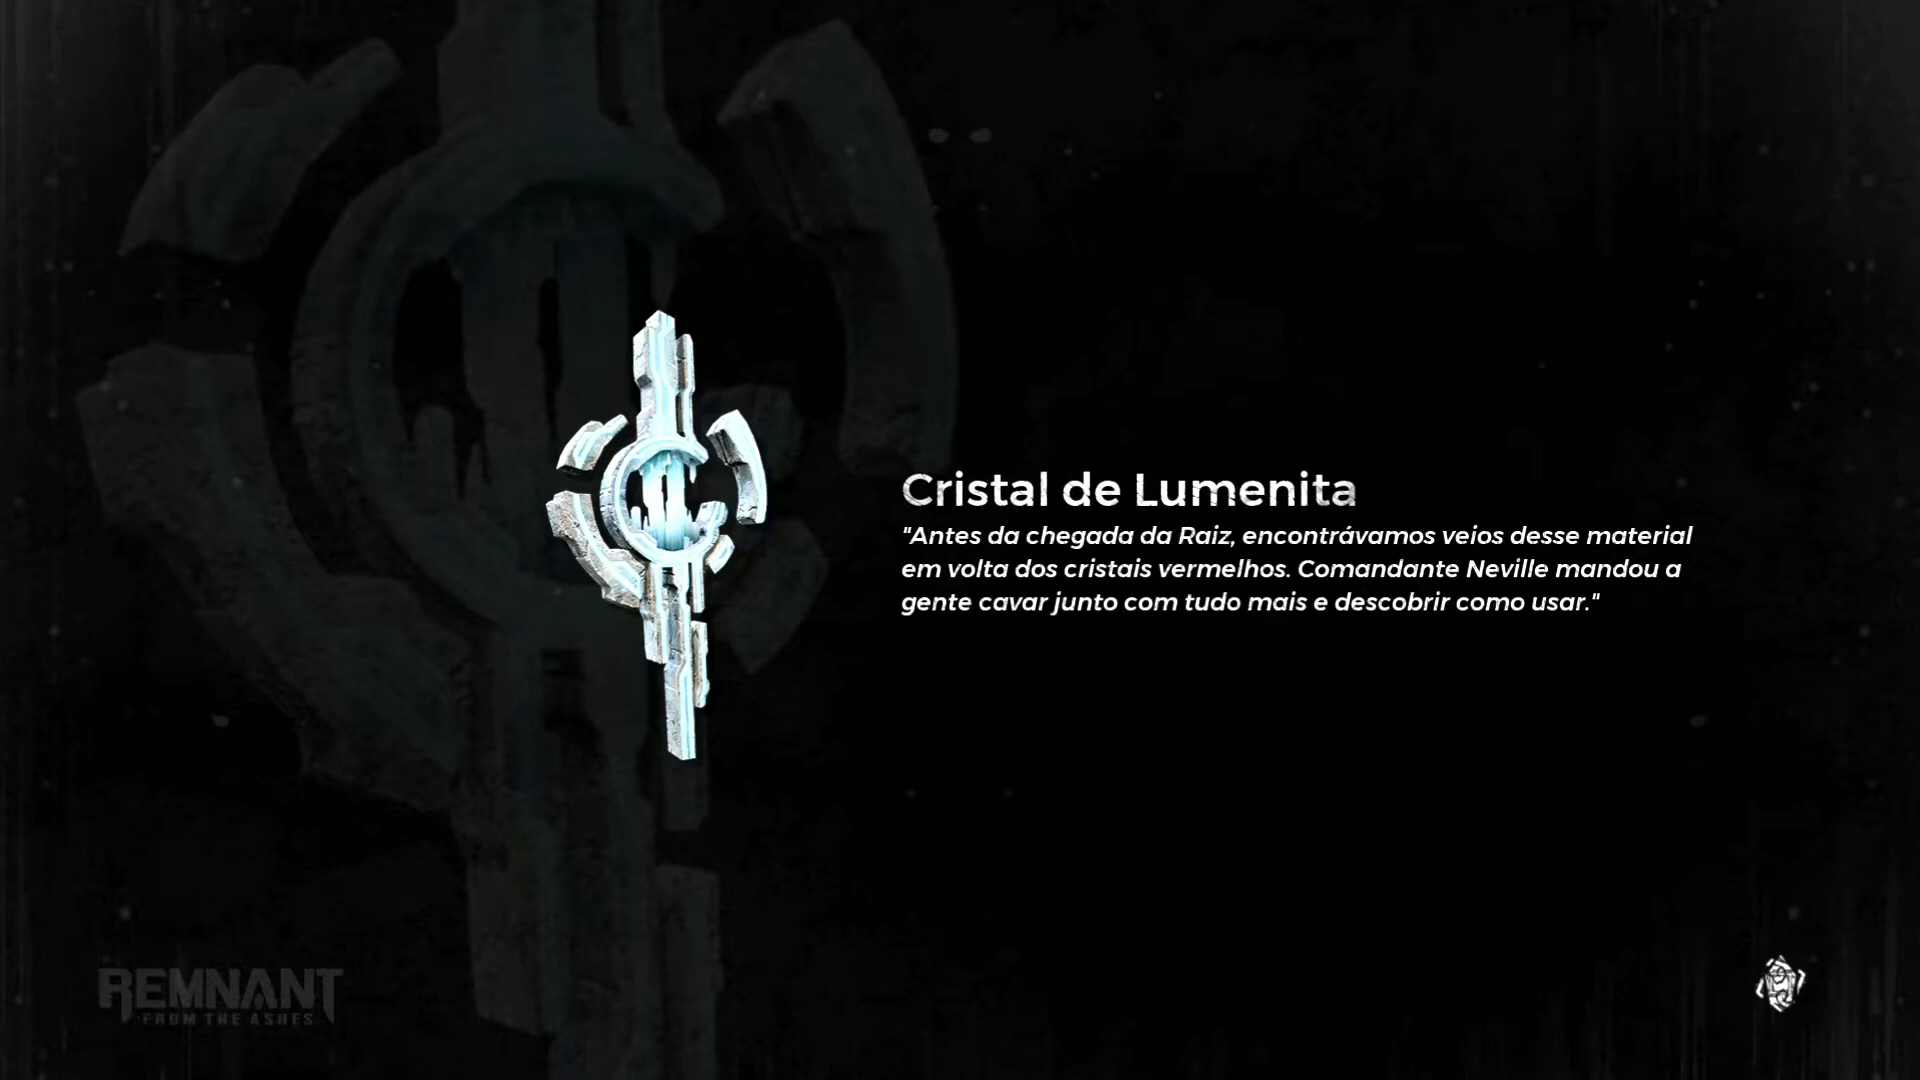 Cristal de Lumenita
"Antes da chegada da Raiz, encontrávamos veios desse material
em volta dos cristais vermelhos. Comandante Neville mandou a
gente cavar junto com tudo mais e descobrir como usar."
REMNANT
FROM THE ASHES